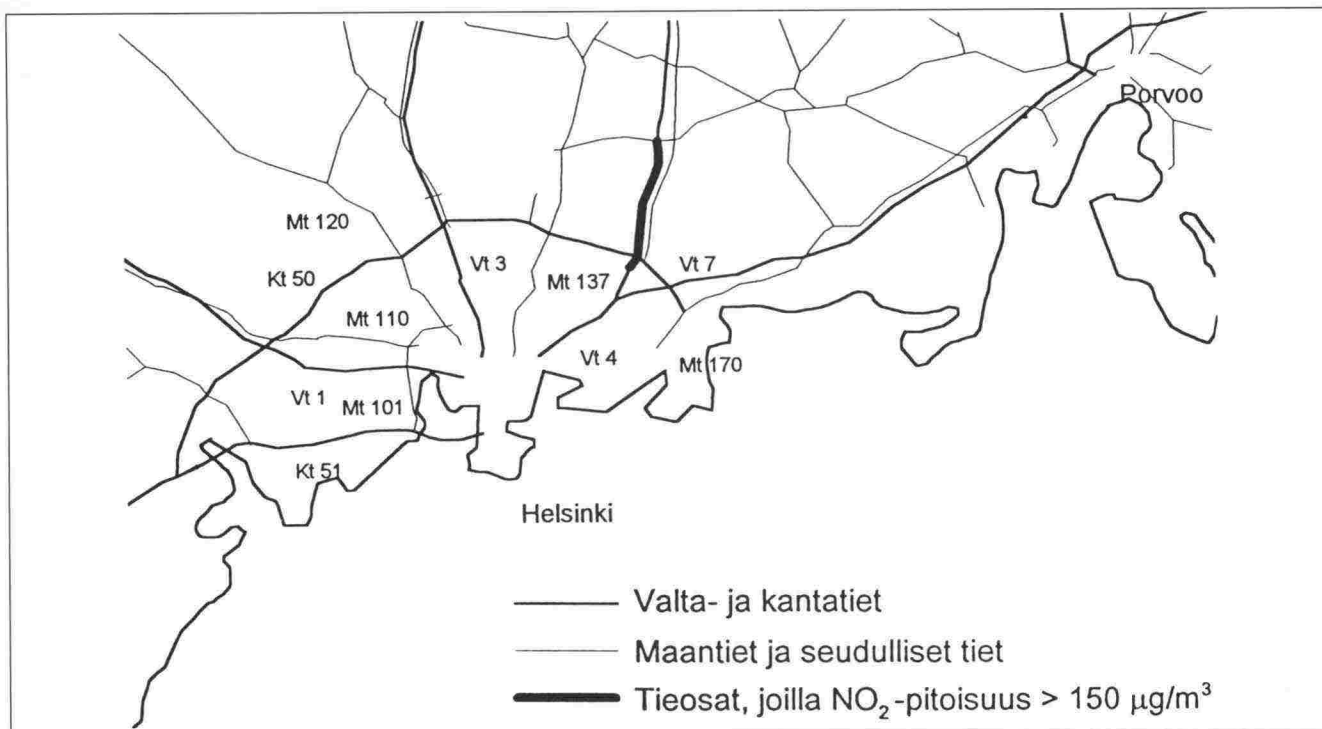 Porvoo
Mt 120
Vt 3
Vt 7
Kt 50
Mt 137
Mt 110
Vt 4
Mt 170
Vt 1
Mt 101
Kt 51
Helsinki
Valta- ja kantatiet
Maantiet ja seudulliset tiet
Tieosat, joilla NO₂-pitoisuus > 150 µg/m³